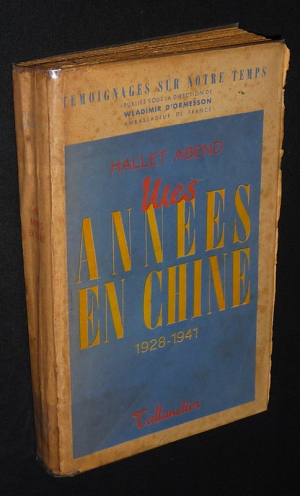 TÉMOIGNAGES SUR NOTRE TEMPS
PUBLIÉS SOUS LA DIRECTION DE
WLADIMIR D'ORMESSON
AMBASSADEUR DE FRANCE
HALLET ABEND
Mes
ANNÉES
EN CHINE
1928-1941
Tallandier